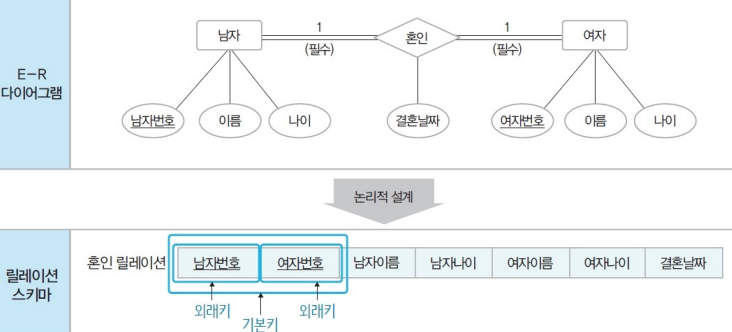 E-R
다이어그램
남자
1
(필수)
혼인
1
(필수)
여자
남자번호
이름
나이
결혼날짜
여자번호
이름
나이
논리적 설계
릴레이션
스키마
혼인 릴레이션
남자번호
여자번호
남자이름
남자나이
여자이름
여자나이
결혼날짜
외래키
기본키
외래키